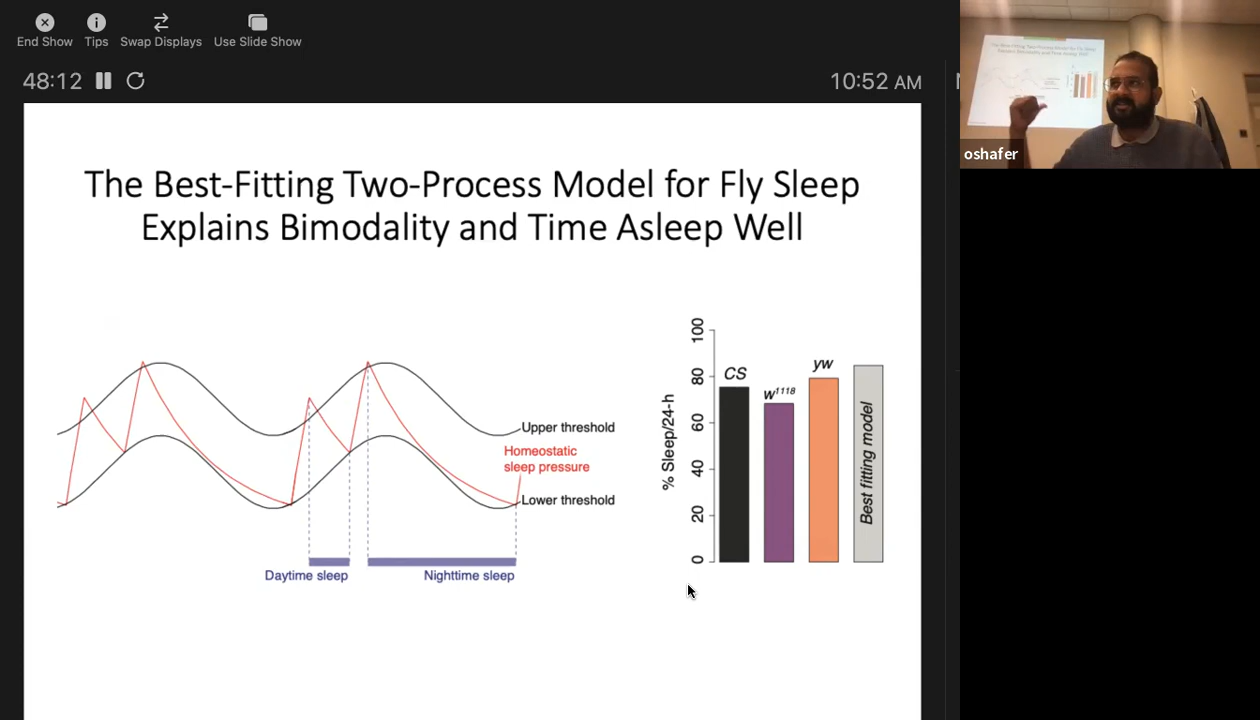 End Show
Tips
Swap Displays
Use Slide Show
48:12
10:52 AM
oshafer
The Best-Fitting Two-Process Model for Fly Sleep
Explains Bimodality and Time Asleep Well
Upper threshold
Homeostatic
sleep pressure
Lower threshold
Daytime sleep
Nighttime sleep
% Sleep/24-h
0
20
40
60
80
100
CS
w1118
yw
Best fitting model